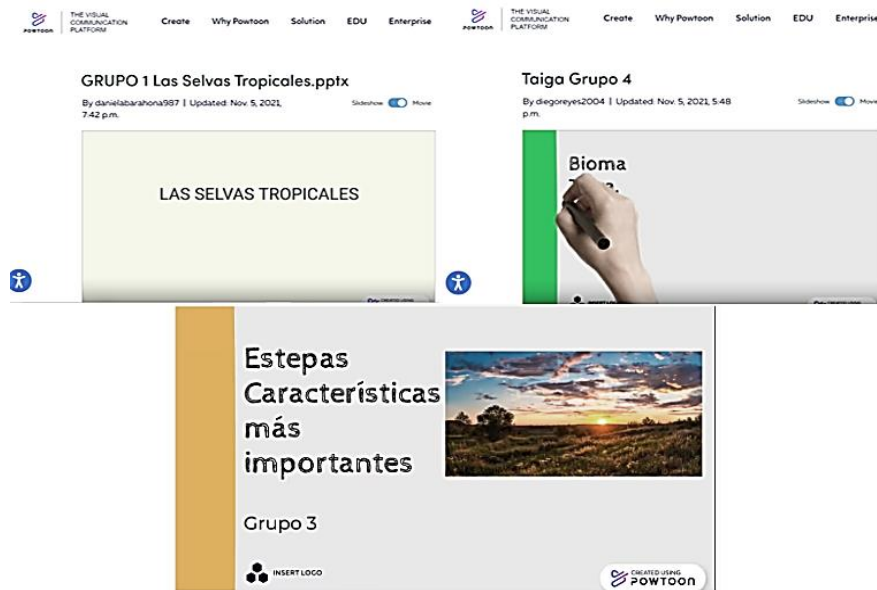 POWTOON
THE VISUAL
COMMUNICATION
PLATFORM
Create Why Powtoon Solution EDU Enterprise
GRUPO 1 Las Selvas Tropicales.pptx
By danielabarahona987 | Updated: Nov. 5, 2021,
7:42 p.m.
Slideshow Movie
LAS SELVAS TROPICALES
POWTOON
THE VISUAL
COMMUNICATION
PLATFORM
Create Why Powtoon Solution EDU Enterprise
Taiga Grupo 4
By diegoreyes2004 | Updated: Nov. 5, 2021, 5:48
p.m.
Slideshow Movie
Bioma
Estepas
Características
más
importantes
Grupo 3
INSERT LOGO
CREATED USING
POWTOON